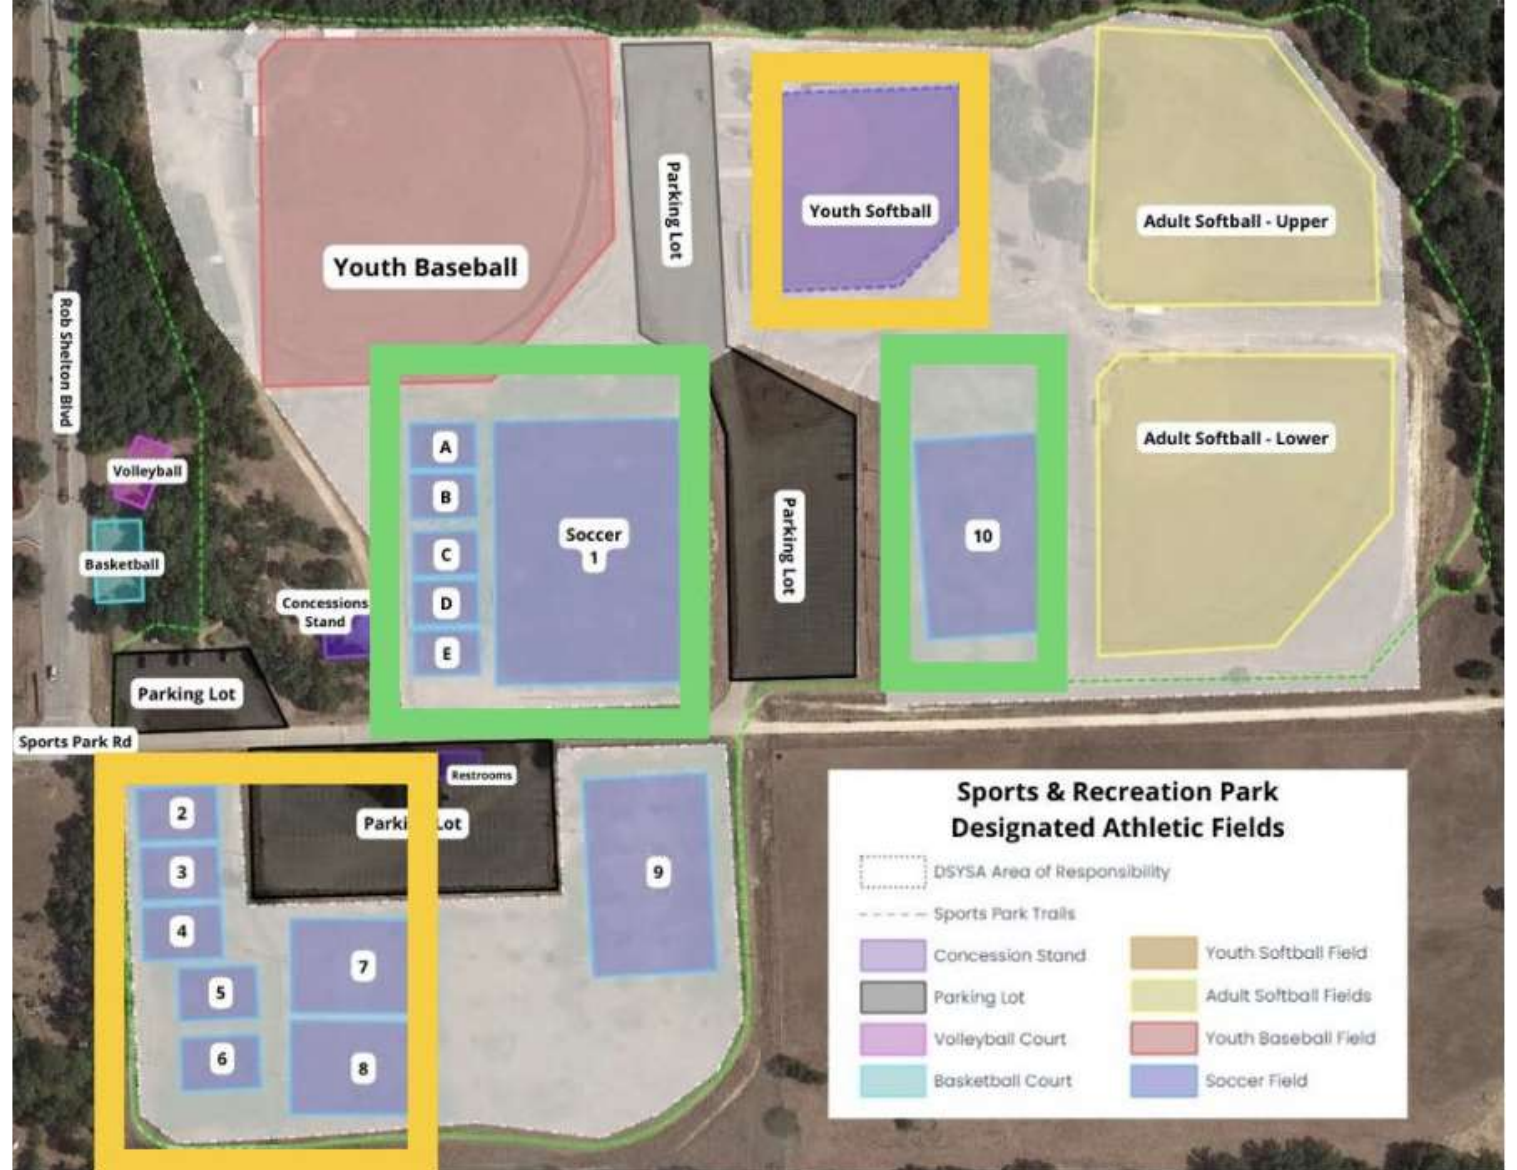 Youth Baseball
Parking Lot
Youth Softball
Adult Softball - Upper
Rob Shelton Blvd
Volleyball
Basketball
Concessions
Stand
Parking Lot
Sports Park Rd
A
B
C
D
E
Soccer
1
Parking Lot
10
Adult Softball - Lower
Restrooms
Parki Lot
2
3
4
5
6
7
8
9
Sports & Recreation Park
Designated Athletic Fields
DSYSA Area of Responsibility
Sports Park Trails
Concession Stand
Parking Lot
Volleyball Court
Basketball Court
Youth Softball Field
Adult Softball Fields
Youth Baseball Field
Soccer Field